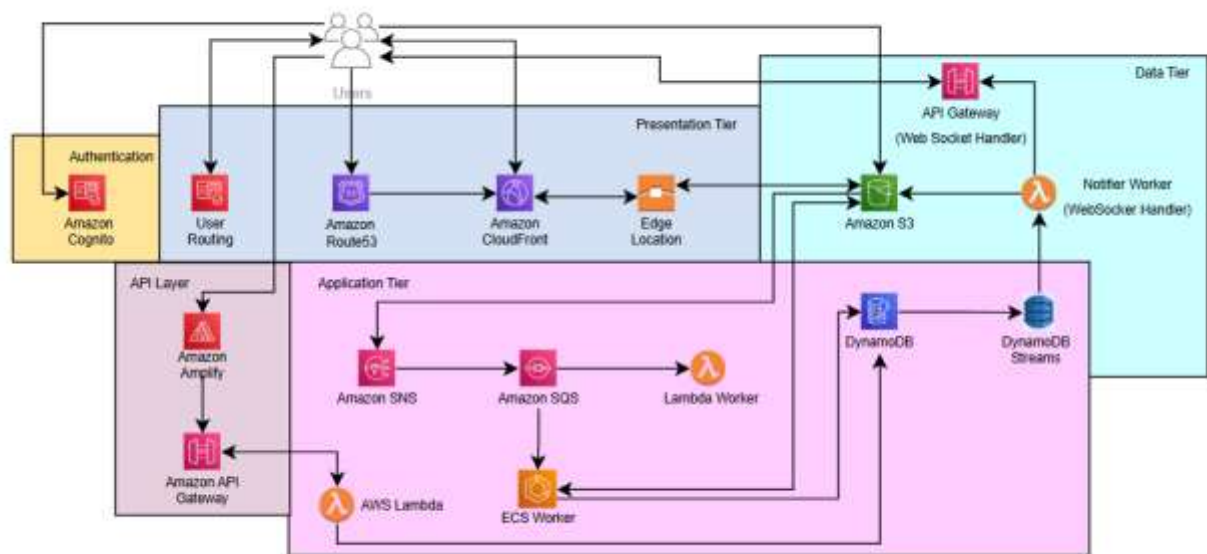 Users
Data Tier
API Gateway
(Web Socket Handler)
Presentation Tier
Authentication
Notifier Worker
(WebSocker Handler)
Amazon
Cognito
User
Routing
Amazon
Route53
Amazon
CloudFront
Edge
Location
Amazon S3
API Layer
Application Tier
Amazon
Amplify
DynamoDB
DynamoDB
Streams
Amazon SNS
Amazon SQS
Lambda Worker
Amazon API
Gateway
AWS Lambda
ECS Worker